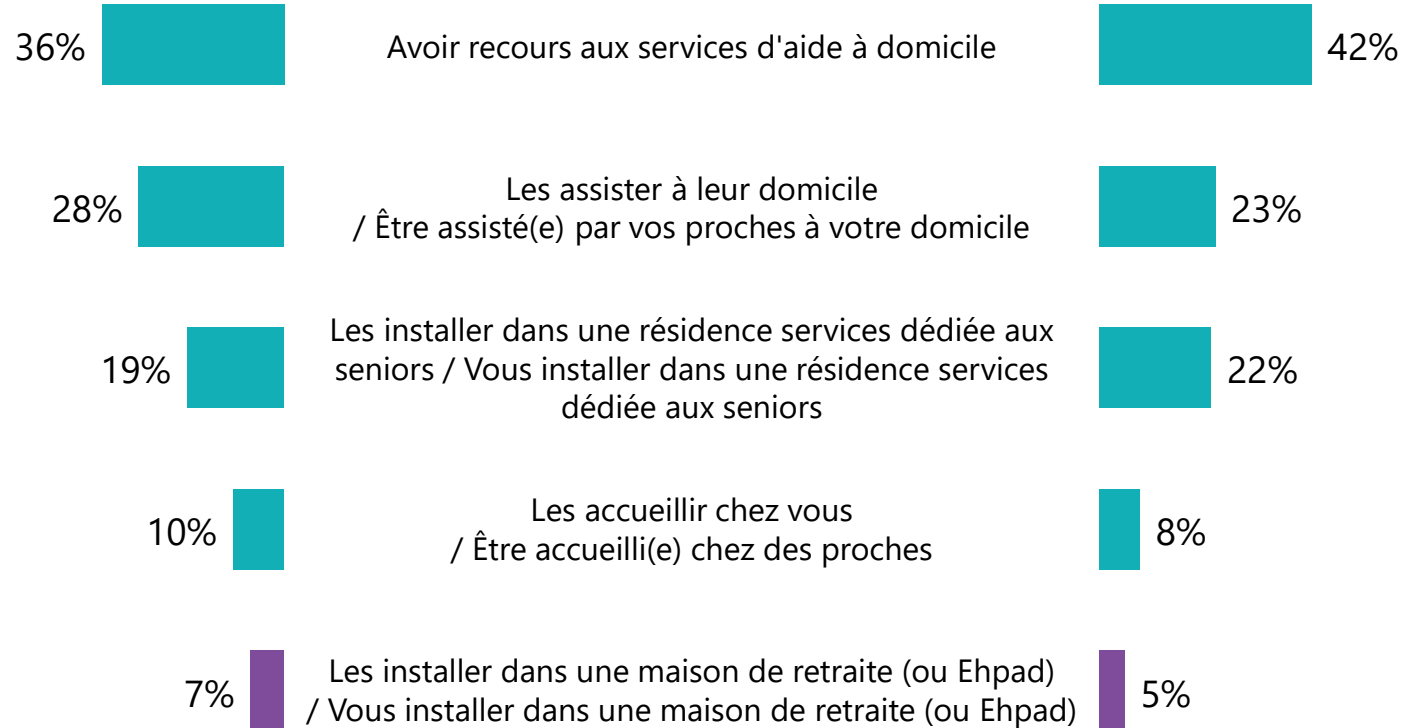 36%
Avoir recours aux services d'aide à domicile
42%
28%
Les assister à leur domicile
/ Être assisté(e) par vos proches à votre domicile
23%
19%
Les installer dans une résidence services dédiée aux
seniors / Vous installer dans une résidence services
dédiée aux seniors
22%
10%
Les accueillir chez vous
/ Être accueilli(e) chez des proches
8%
7%
Les installer dans une maison de retraite (ou Ehpad)
/ Vous installer dans une maison de retraite (ou Ehpad)
5%